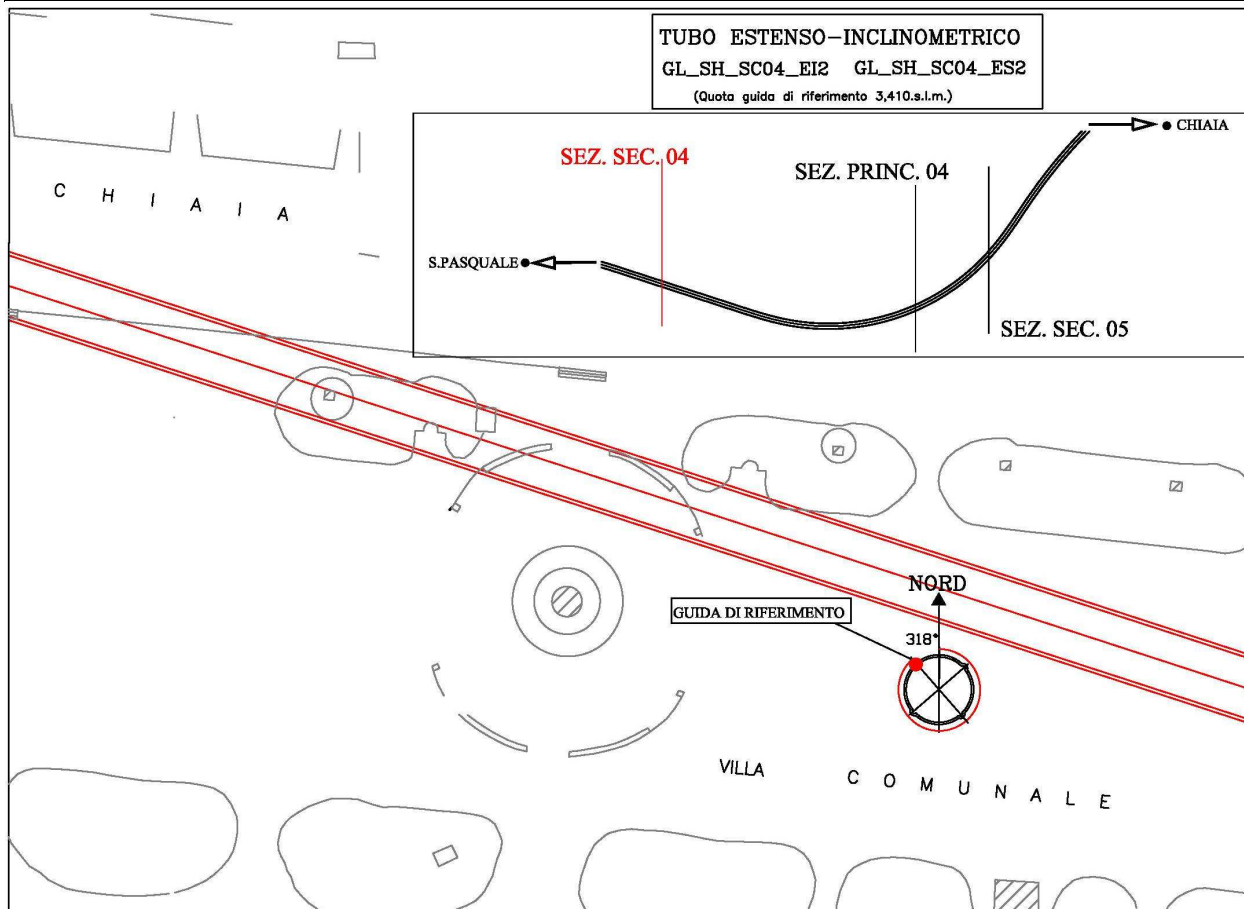 TUBO ESTENSO-INCLINOMETRICO
GL_SH_SC04_EI2 GL_SH_SC04_ES2
(Quota guida di riferimento 3,410.s.l.m.)
CHIAIA
SEZ. SEC. 04
SEZ. PRINC. 04
S.PASQUALE
SEZ. SEC. 05
C H I A I A
NORD
GUIDA DI RIFERIMENTO
318°
VILLA C O M U N A L E